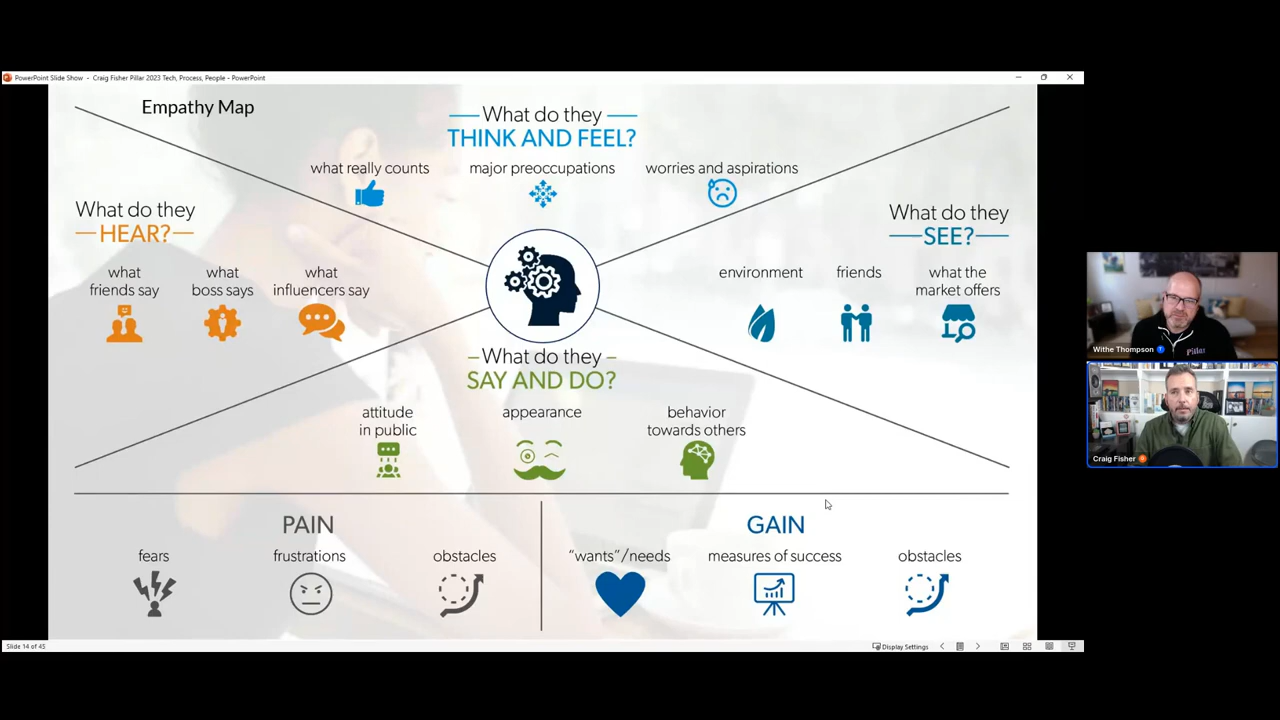 PowerPoint Slide Show - Craig Fisher Pillar 2023 Tech, Process, People - PowerPoint
Empathy Map
What do they
THINK AND FEEL?
what really counts
major preoccupations
worries and aspirations
What do they
HEAR?
what
friends say
what
boss says
what
influencers say
What do they
SEE?
environment
friends
what the
market offers
What do they
SAY AND DO?
attitude
in public
appearance
behavior
towards others
PAIN
fears
frustrations
obstacles
GAIN
“wants”/needs
measures of success
obstacles
Slide 14 of 45
Display Settings
Pillar
Withe Thompson
Craig Fisher